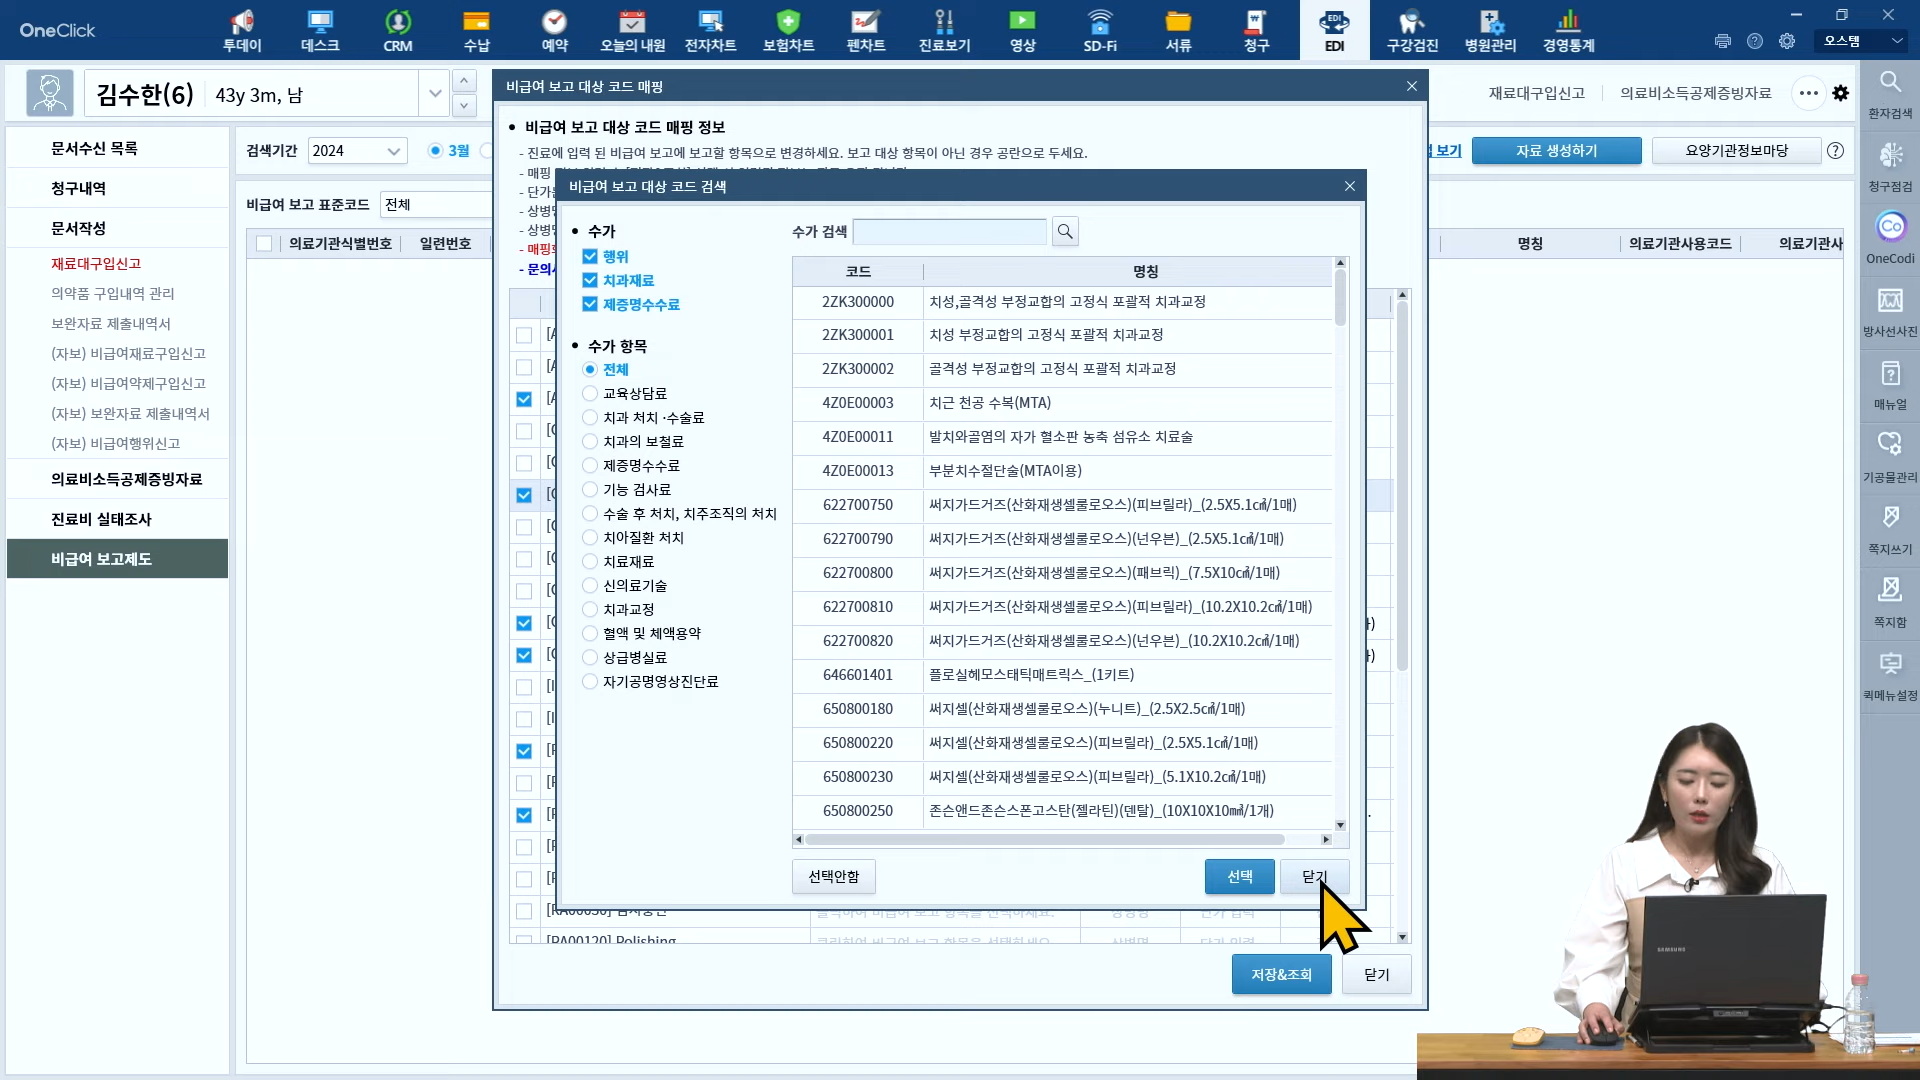 OneClick
투데이
데스크
CRM
수납
예약
오늘의 내원
전자차트
보험차트
펜차트
진료보기
영상
SD-Fi
서류
청구
EDI
EDI
구강검진
병원관리
경영통계
오스템
김수한(6)
43y 3m, 남
재료대구입신고
의료비소득공제증빙자료
검색기간
2024
3월
보기
자료 생성하기
요양기관정보마당
비급여 보고 표준코드
전체
의료기관식별번호
일련번호
명칭
의료기관사용코드
의료기관사
문서수신 목록
청구내역
문서작성
재료대구입신고
의약품 구입내역 관리
보완자료 제출내역서
(자보) 비급여재료구입신고
(자보) 비급여약제구입신고
(자보) 보완자료 제출내역서
(자보) 비급여행위신고
의료비소득공제증빙자료
진료비 실태조사
비급여 보고제도
비급여 보고 대상 코드 매핑
비급여 보고 대상 코드 매핑 정보
- 진료에 입력 된 비급여 보고에 보고할 항목으로 변경하세요. 보고 대상 항목이 아닌 경우 공란으로 두세요.
비급여 보고 대상 코드 검색
수가
행위
치과재료
제증명수수료
수가 항목
전체
교육상담료
치과 처치 ·수술료
치과의 보철료
제증명수수료
기능 검사료
수술 후 처치, 치주조직의 처치
치아질환 처치
치료재료
신의료기술
치과교정
혈액 및 체액용약
상급병실료
자기공명영상진단료
수가 검색
코드 명칭
2ZK300000 치성,골격성 부정교합의 고정식 포괄적 치과교정
2ZK300001 치성 부정교합의 고정식 포괄적 치과교정
2ZK300002 골격성 부정교합의 고정식 포괄적 치과교정
4Z0E00003 치근 천공 수복(MTA)
4Z0E00011 발치와골염의 자가 혈소판 농축 섬유소 치료술
4Z0E00013 부분치수절단술(MTA이용)
622700750 써지가드거즈(산화재생셀룰로오스)(피브릴라)_(2.5X5.1㎠/1매)
622700790 써지가드거즈(산화재생셀룰로오스)(넌우븐)_(2.5X5.1㎠/1매)
622700800 써지가드거즈(산화재생셀룰로오스)(패브릭)_(7.5X10㎠/1매)
622700810 써지가드거즈(산화재생셀룰로오스)(피브릴라)_(10.2X10.2㎠/1매)
622700820 써지가드거즈(산화재생셀룰로오스)(넌우븐)_(10.2X10.2㎠/1매)
646601401 플로실헤모스태틱매트릭스_(1키트)
650800180 써지셀(산화재생셀룰로오스)(누니트)_(2.5X2.5㎠/1매)
650800220 써지셀(산화재생셀룰로오스)(피브릴라)_(2.5X5.1㎠/1매)
650800230 써지셀(산화재생셀룰로오스)(피브릴라)_(5.1X10.2㎠/1매)
650800250 존슨앤드존슨스폰고스탄(젤라틴)(덴탈)_(10X10X10㎣/1개)
선택안함
선택
닫기
[RA00120] Polishing
저장&조회
닫기
환자검색
청구점검
Co
OneCodi
방사선사진
매뉴얼
기공물관리
쪽지쓰기
쪽지함
퀵메뉴설정
SAMSUNG